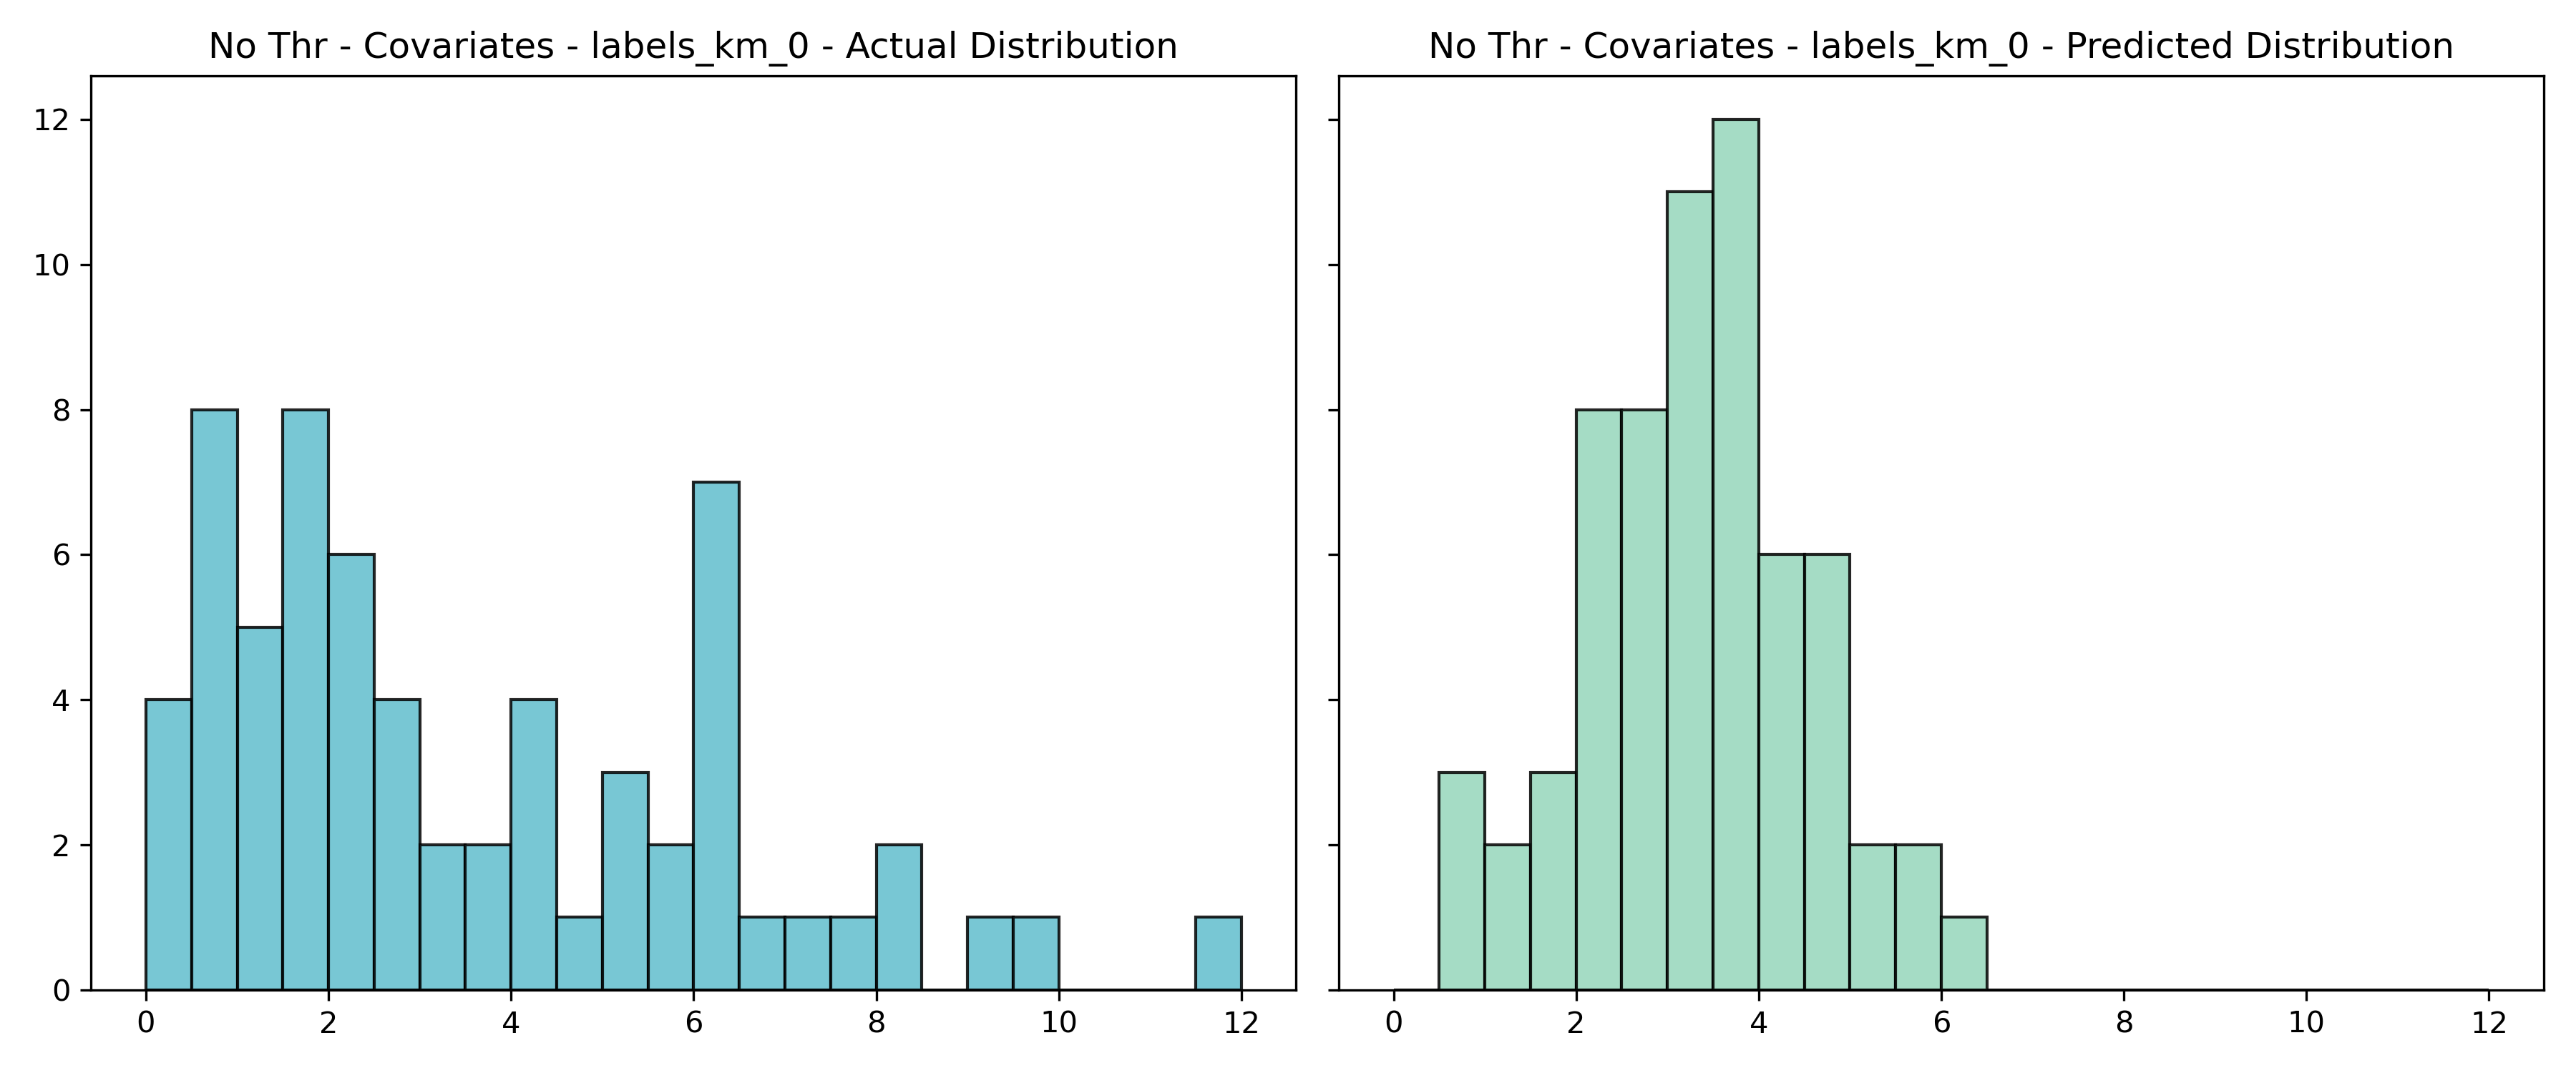 No Thr - Covariates - labels_km_0 - Actual Distribution
No Thr - Covariates - labels_km_0 - Predicted Distribution
12
10
8
6
4
2
0
0 2 4 6 8 10 12
0 2 4 6 8 10 12